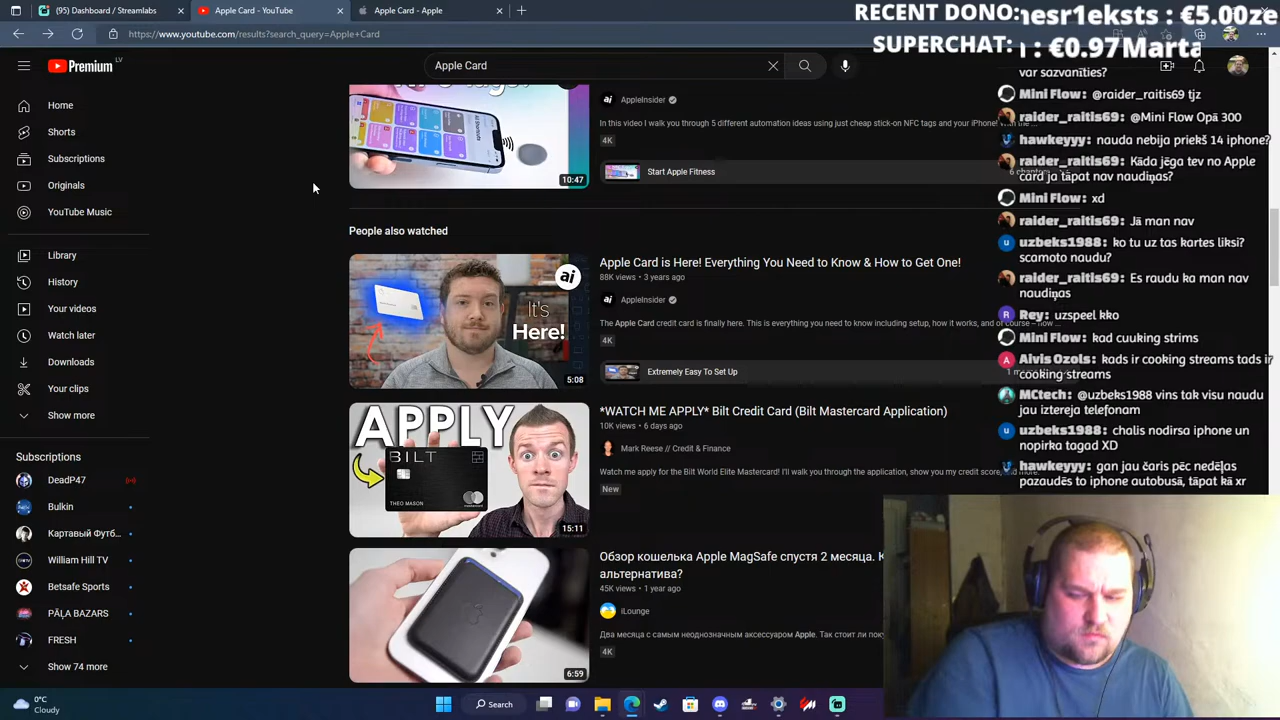 (95) Dashboard / Streamlabs
Apple Card - YouTube
Apple Card - Apple
RECENT DONO:
nesr1eksts : €5.00ze
https://www.youtube.com/results?search_query=Apple+Card
SUPERCHAT:
: €0.97Marta
Premium
LV
Apple Card
var sazvanīties?
Mini Flow: @raider_raitis69 tjz
raider_raitis69: @Mini Flow Opā 300
hawkeyyy: nauda nebija priekš 14 iphone?
raider_raitis69: Kāda jēga tev no Apple
card ja tāpat nav naudiņas?
Mini Flow: xd
raider_raitis69: Jā man nav
uzbeks1988: ko tu uz tas kartes liksi?
scamoto naudu?
raider_raitis69: Es raudu ka man nav
naudiņas
Rey: uzspeel kko
Mini Flow: kad cuuking strims
Aivis Ozols: kads ir cooking streams tads ir
cooking streams
MCtech: @uzbeks1988 vins tak visu naudu
jau iztereja telefonam
uzbeks1988: chalis nodirsa iphone un
nopirka tagad XD
hawkeyyy: gan jau čaris pēc nedēļas
pazaudēs to iphone autobusā, tāpat kā xr
Home
Shorts
Subscriptions
Originals
YouTube Music
Library
History
Your videos
Watch later
Downloads
Your clips
Show more
Subscriptions
DeadP47
Bulkin
Картавый Футб...
William Hill TV
Betsafe Sports
PĀĻA BAZARS
FRESH
Show 74 more
10:47
AppleInsider
In this video I walk you through 5 different automation ideas using just cheap stick-on NFC tags and your iPhone!
4K
Start Apple Fitness
People also watched
ai
It's
Here!
5:08
Apple Card is Here! Everything You Need to Know & How to Get One!
88K views • 3 years ago
AppleInsider
The Apple Card credit card is finally here. This is everything you need to know including setup, how it works, and of course – how ...
4K
Extremely Easy To Set Up
APPLY
BILT
THEO MASON
15:11
*WATCH ME APPLY* Bilt Credit Card (Bilt Mastercard Application)
10K views • 6 days ago
Mark Reese // Credit & Finance
Watch me apply for the Bilt World Elite Mastercard! I'll walk you through the application, show you my credit score,
New
6:59
Обзор кошелька Apple MagSafe спустя 2 месяца.
альтернатива?
45K views • 1 year ago
iLounge
Два месяца с самым неоднозначным аксессуаром Apple. Так стоит ли
4K
0°C
Cloudy
Search